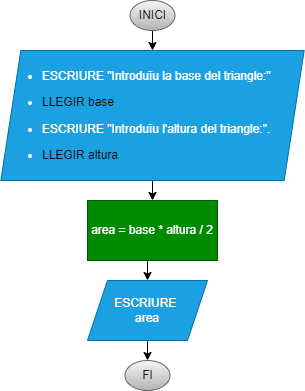 INICI
ESCRIURE "Introduïu la base del triangle:"
LLEGIR base
ESCRIURE "Introduïu l'altura del triangle:".
LLEGIR altura
area = base * altura / 2
ESCRIURE
area
FI